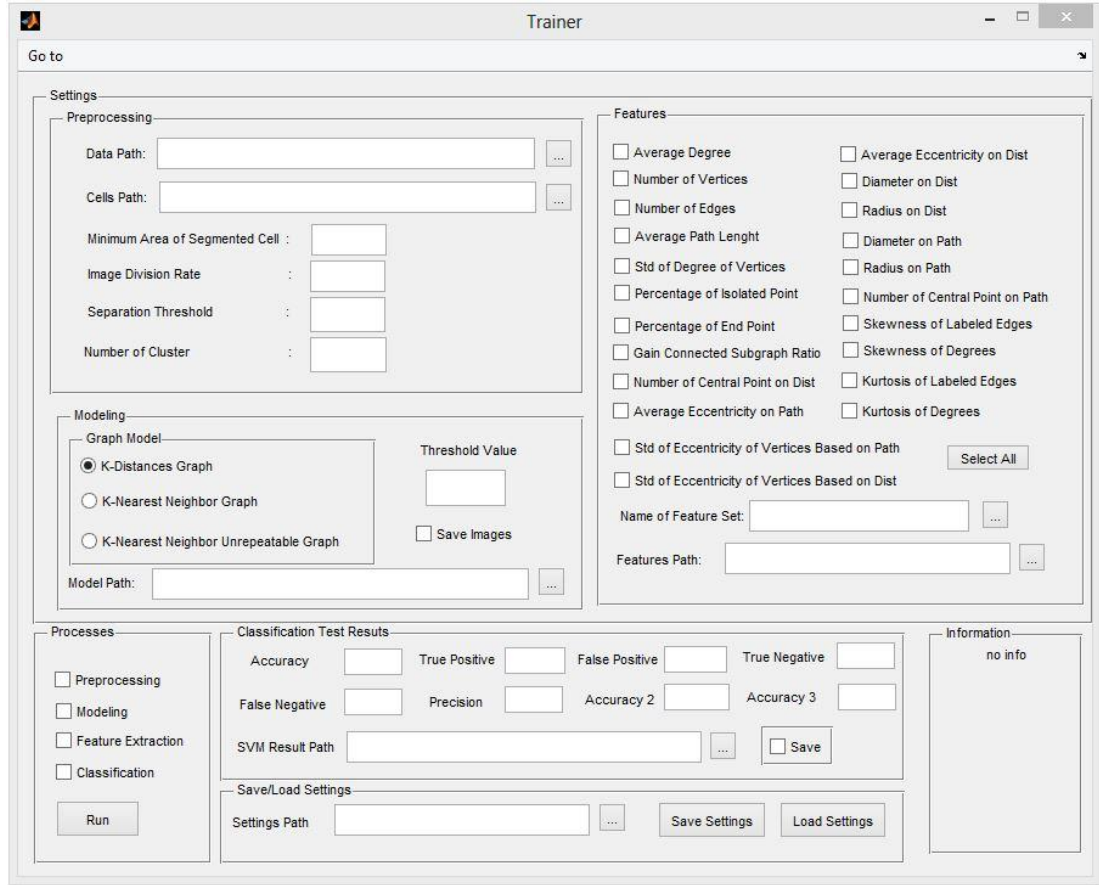 Trainer
Go to
Settings
Preprocessing
Data Path:
...
Cells Path:
...
Minimum Area of Segmented Cell :
Image Division Rate :
Separation Threshold :
Number of Cluster :
Modeling
Graph Model
K-Distances Graph
K-Nearest Neighbor Graph
K-Nearest Neighbor Unrepeatable Graph
Threshold Value
Save Images
Model Path:
...
Features
Average Degree
Number of Vertices
Number of Edges
Average Path Lenght
Std of Degree of Vertices
Percentage of Isolated Point
Percentage of End Point
Gain Connected Subgraph Ratio
Number of Central Point on Dist
Average Eccentricity on Path
Std of Eccentricity of Vertices Based on Path
Std of Eccentricity of Vertices Based on Dist
Average Eccentricity on Dist
Diameter on Dist
Radius on Dist
Diameter on Path
Radius on Path
Number of Central Point on Path
Skewness of Labeled Edges
Skewness of Degrees
Kurtosis of Labeled Edges
Kurtosis of Degrees
Select All
Name of Feature Set:
...
Features Path:
...
Processes
Preprocessing
Modeling
Feature Extraction
Classification
Run
Classification Test Resuts
Accuracy True Positive False Positive True Negative
False Negative Precision Accuracy 2 Accuracy 3
SVM Result Path ... Save
Save/Load Settings
Settings Path ... Save Settings Load Settings
Information
no info